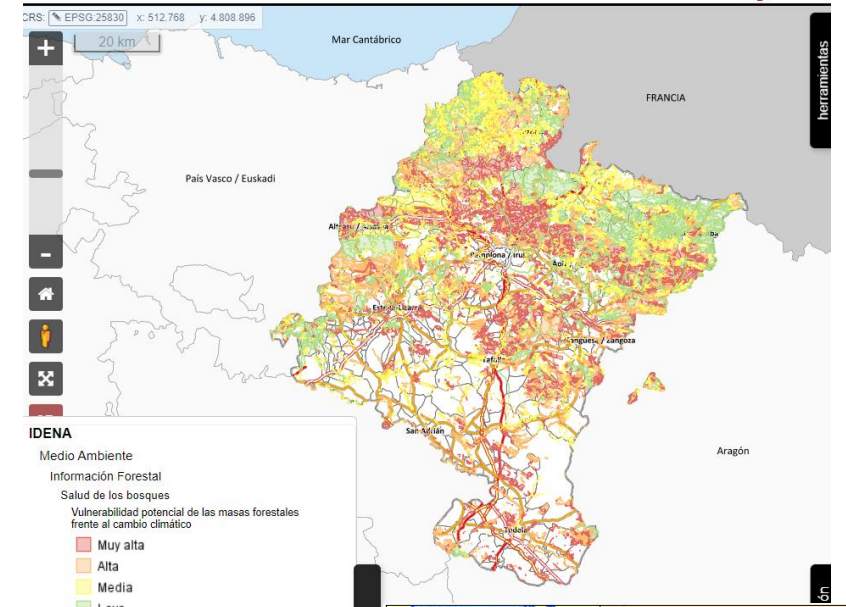 CRS: EPSG:25830 x: 512.768 y: 4.808.896
+
20 km
Mar Cantábrico
herramientas
FRANCIA
País Vasco / Euskadi
-
Pamplona / Iru
Estella-Lizarra
Tafalla
Sangüesa / Zangoza
San Adrián
Aragón
Tudela
IDENA
Medio Ambiente
Información Forestal
Salud de los bosques
Vulnerabilidad potencial de las masas forestales
frente al cambio climático
Muy alta
Alta
Media